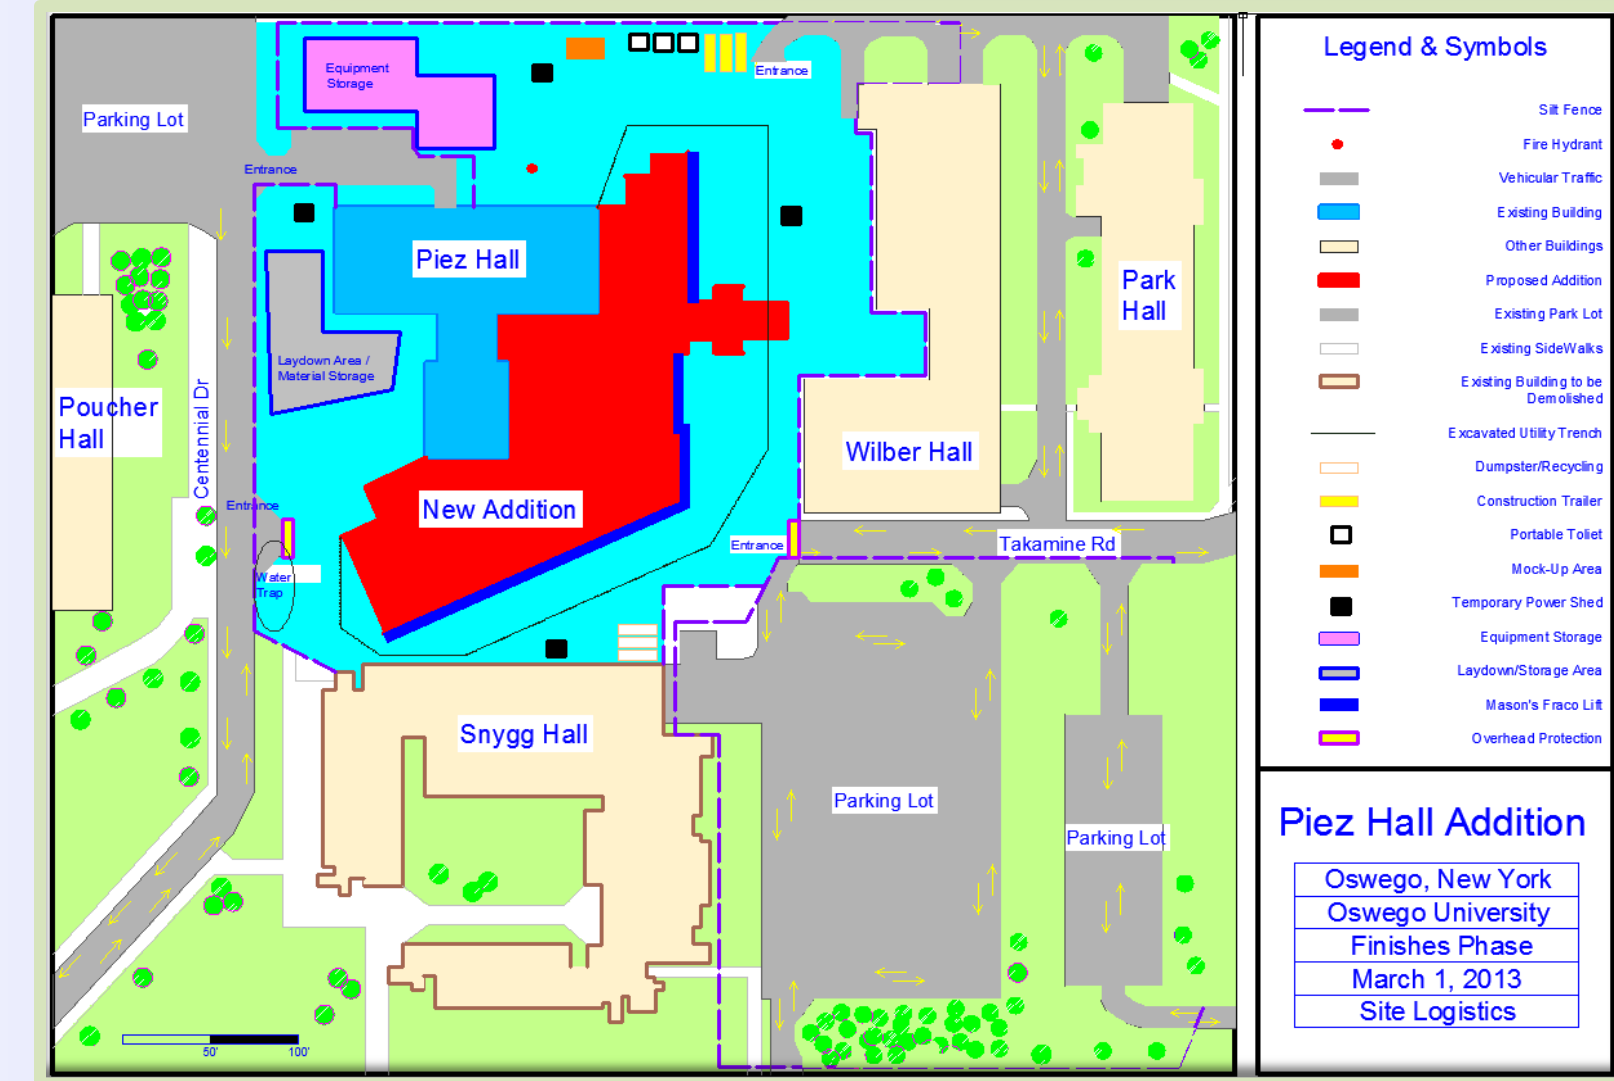 Equipment
Storage
Entrance
Parking Lot
Entrance
Piez Hall
Park
Hall
Laydown Area /
Material Storage
Poucher
Hall
Centennial Dr
Wilber Hall
Entrance
New Addition
Entrance
Takamine Rd
Water
Trap
Snygg Hall
Parking Lot
Parking Lot
50'
100'
Legend & Symbols
Silt Fence
Fire Hydrant
Vehicular Traffic
Existing Building
Other Buildings
Proposed Addition
Existing Park Lot
Existing SideWalks
Existing Building to be
Demolished
Excavated Utility Trench
Dumpster/Recycling
Construction Trailer
Portable Toliet
Mock-Up Area
Temporary Power Shed
Equipment Storage
Laydown/Storage Area
Mason's Fraco Lift
Overhead Protection
Piez Hall Addition
Oswego, New York
Oswego University
Finishes Phase
March 1, 2013
Site Logistics